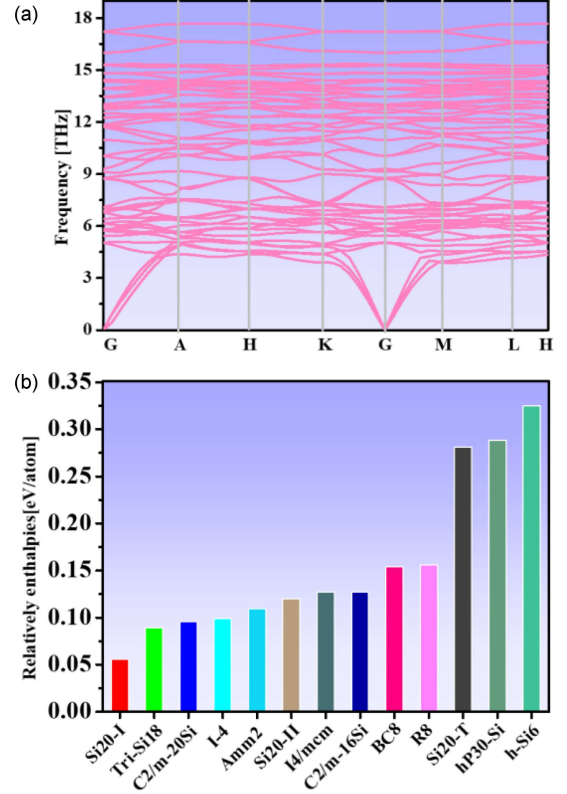 (a)
18
15
12
9
6
3
0
Frequency [THz]
G A H K G M L H
(b)
0.35
0.30
0.25
0.20
0.15
0.10
0.05
0.00
Relatively enthalpies[eV/atom]
Si20-I
Tri-Si18
C2/m-20Si
I-4
Amm2
Si20-II
I4/mcm
C2/m-16Si
BC8
R8
Si20-T
hP30-Si
h-Si6